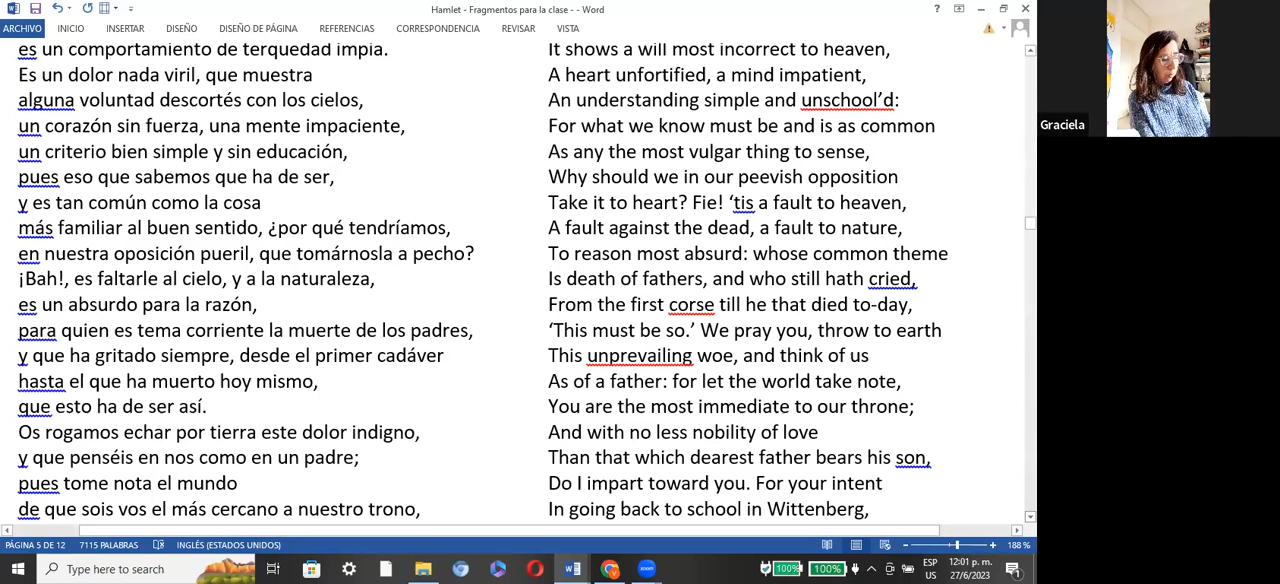 Hamlet - Fragmentos para la clase - - Word
ARCHIVO INICIO INSERTAR DISEÑO DISEÑO DE PÁGINA REFERENCIAS CORRESPONDENCIA REVISAR VISTA
es un comportamiento de terquedad impía.
Es un dolor nada viril, que muestra
alguna voluntad descortés con los cielos,
un corazón sin fuerza, una mente impaciente,
un criterio bien simple y sin educación,
pues eso que sabemos que ha de ser,
y es tan común como la cosa
más familiar al buen sentido, ¿por qué tendríamos,
en nuestra oposición pueril, que tomárnosla a pecho?
¡Bah!, es faltarle al cielo, y a la naturaleza,
es un absurdo para la razón,
para quien es tema corriente la muerte de los padres,
y que ha gritado siempre, desde el primer cadáver
hasta el que ha muerto hoy mismo,
que esto ha de ser así.
Os rogamos echar por tierra este dolor indigno,
y que penséis en nos como en un padre;
pues tome nota el mundo
de que sois vos el más cercano a nuestro trono,
It shows a will most incorrect to heaven,
A heart unfortified, a mind impatient,
An understanding simple and unschool’d:
For what we know must be and is as common
As any the most vulgar thing to sense,
Why should we in our peevish opposition
Take it to heart? Fie! ‘tis a fault to heaven,
A fault against the dead, a fault to nature,
To reason most absurd: whose common theme
Is death of fathers, and who still hath cried,
From the first corse till he that died to-day,
‘This must be so.’ We pray you, throw to earth
This unprevailing woe, and think of us
As of a father: for let the world take note,
You are the most immediate to our throne;
And with no less nobility of love
Than that which dearest father bears his son,
Do I impart toward you. For your intent
In going back to school in Wittenberg,
Graciela
PÁGINA 5 DE 12 7115 PALABRAS INGLÉS (ESTADOS UNIDOS) 188 %
Type here to search
100% 100% ESP 12:01 p. m.
US 27/6/2023
zoom